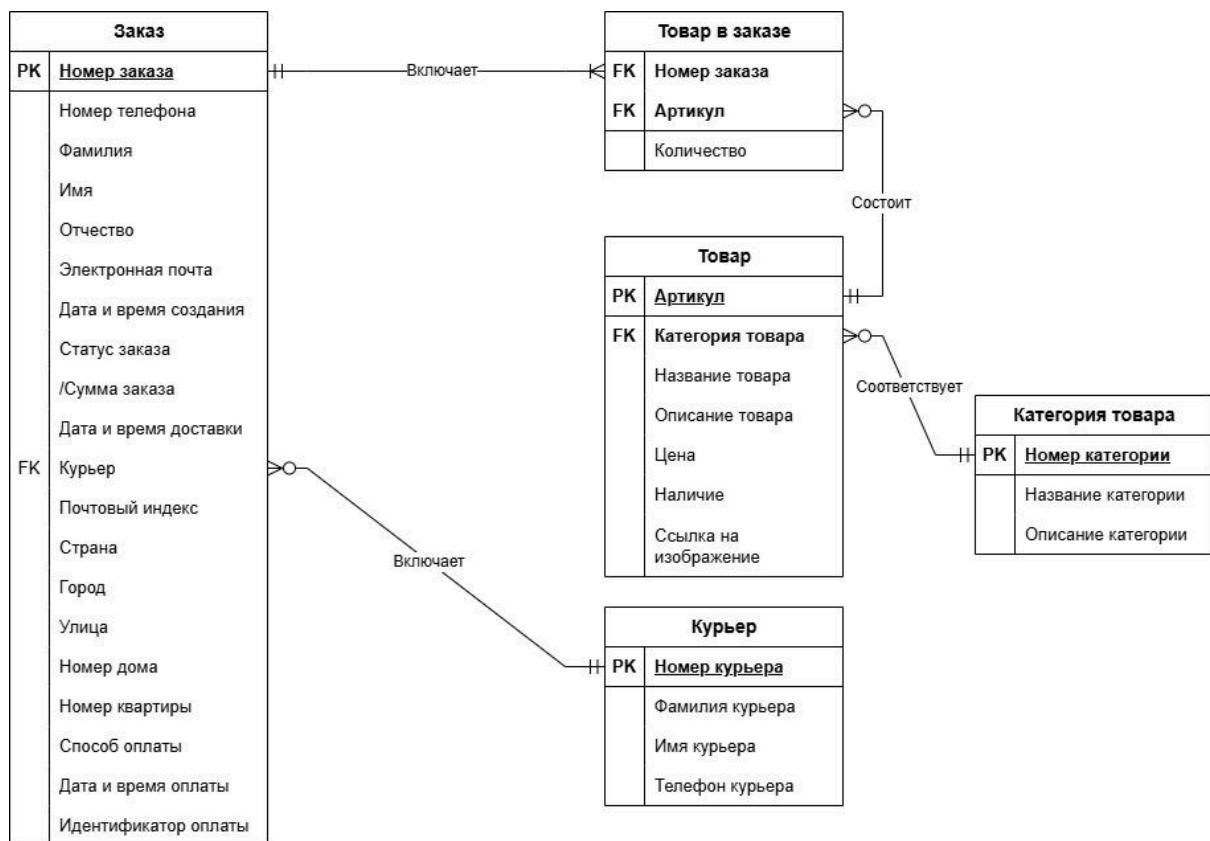 Заказ
PK Номер заказа
Номер телефона
Фамилия
Имя
Отчество
Электронная почта
Дата и время создания
Статус заказа
/Сумма заказа
Дата и время доставки
FK Курьер
Почтовый индекс
Страна
Город
Улица
Номер дома
Номер квартиры
Способ оплаты
Дата и время оплаты
Идентификатор оплаты
Включает
Товар в заказе
FK Номер заказа
FK Артикул
Количество
Состоит
Товар
PK Артикул
FK Категория товара
Название товара
Описание товара
Цена
Наличие
Ссылка на
изображение
Соответствует
Категория товара
PK Номер категории
Название категории
Описание категории
Включает
Курьер
PK Номер курьера
Фамилия курьера
Имя курьера
Телефон курьера